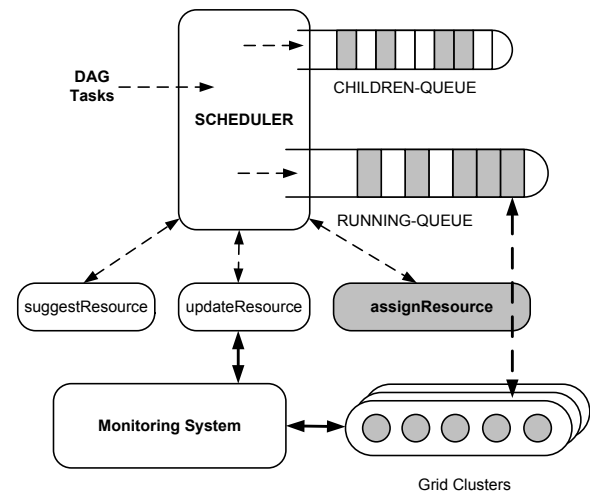 DAG
Tasks
CHILDREN-QUEUE
SCHEDULER
RUNNING-QUEUE
suggestResource
updateResource
assignResource
Monitoring System
Grid Clusters